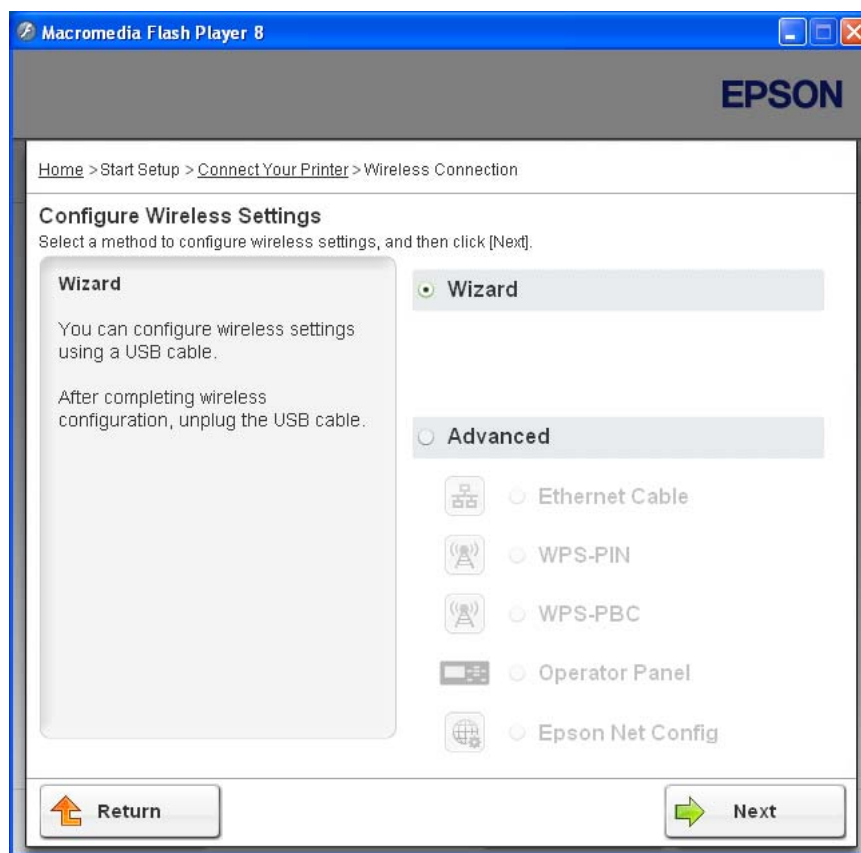 Macromedia Flash Player 8
EPSON
Home > Start Setup > Connect Your Printer > Wireless Connection
Configure Wireless Settings
Select a method to configure wireless settings, and then click [Next].
Wizard
You can configure wireless settings
using a USB cable.
After completing wireless
configuration, unplug the USB cable.
Wizard
Advanced
Ethernet Cable
WPS-PIN
WPS-PBC
Operator Panel
Epson Net Config
Return
Next